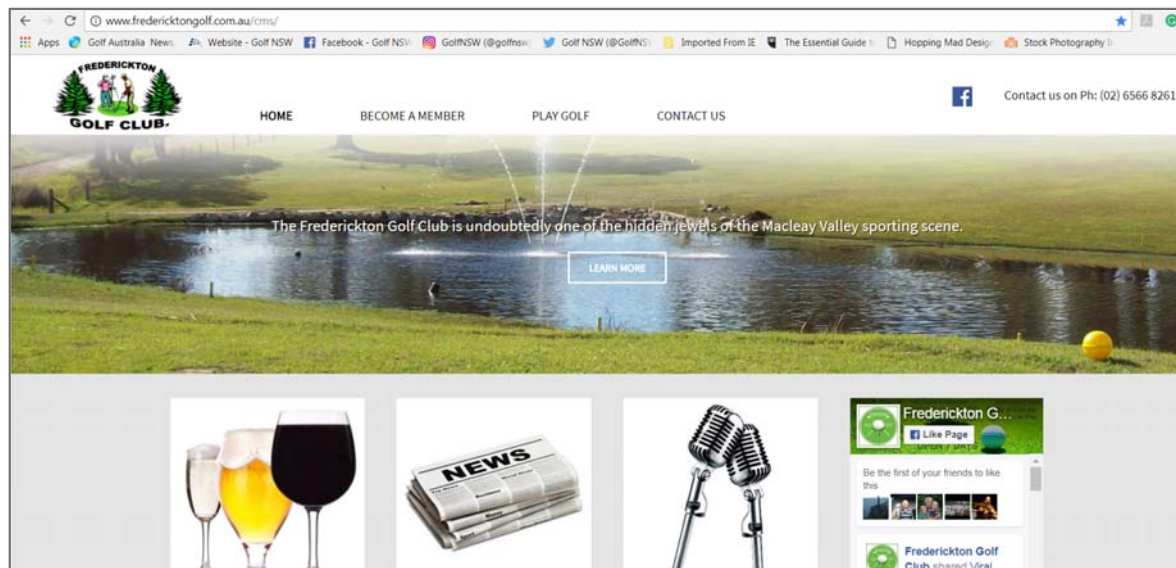 www.fredericktongolf.com.au/cms/
Apps Golf Australia News, Website - Golf NSW Facebook - Golf NSW GolfNSW (@golfnsw) Golf NSW (@GolfNS Imported From IE The Essential Guide t Hopping Mad Design Stock Photography I
FREDERICKTON
GOLF CLUB.
Contact us on Ph: (02) 6566 8261
HOME BECOME A MEMBER PLAY GOLF CONTACT US
The Frederickton Golf Club is undoubtedly one of the hidden jewels of the Macleay Valley sporting scene.
LEARN MORE
NEWS
Frederickton G...
Like Page
OPEN 7 DAYS
Be the first of your friends to like
this
Frederickton Golf
Club shared Viral